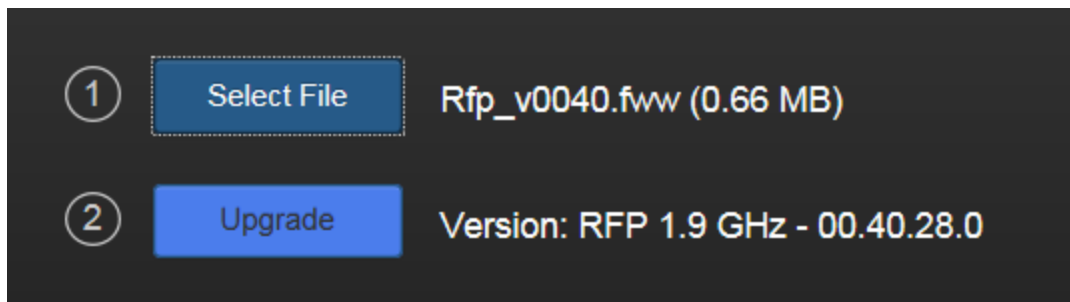 1 Select File Rfp_v0040.fww (0.66 MB)
2 Upgrade Version: RFP 1.9 GHz - 00.40.28.0